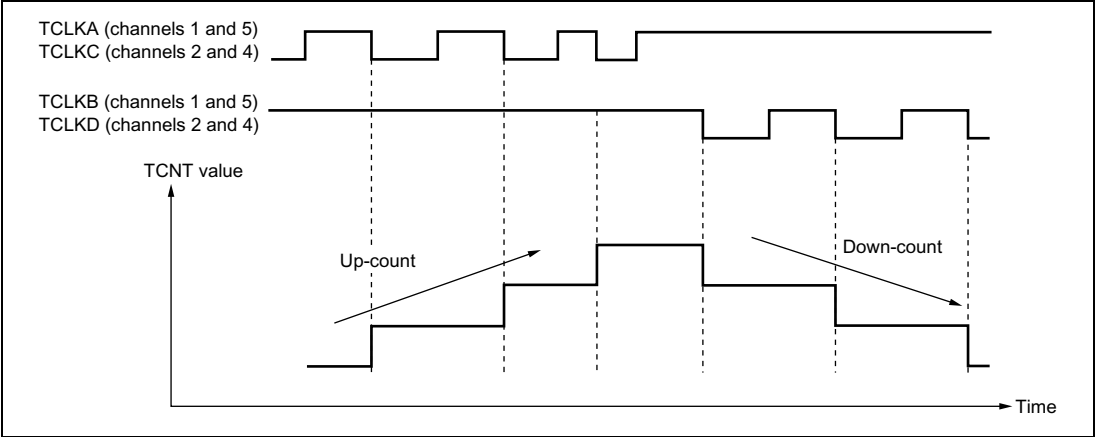 TCLKA (channels 1 and 5)
TCLKC (channels 2 and 4)
TCLKB (channels 1 and 5)
TCLKD (channels 2 and 4)
TCNT value
Up-count
Down-count
Time